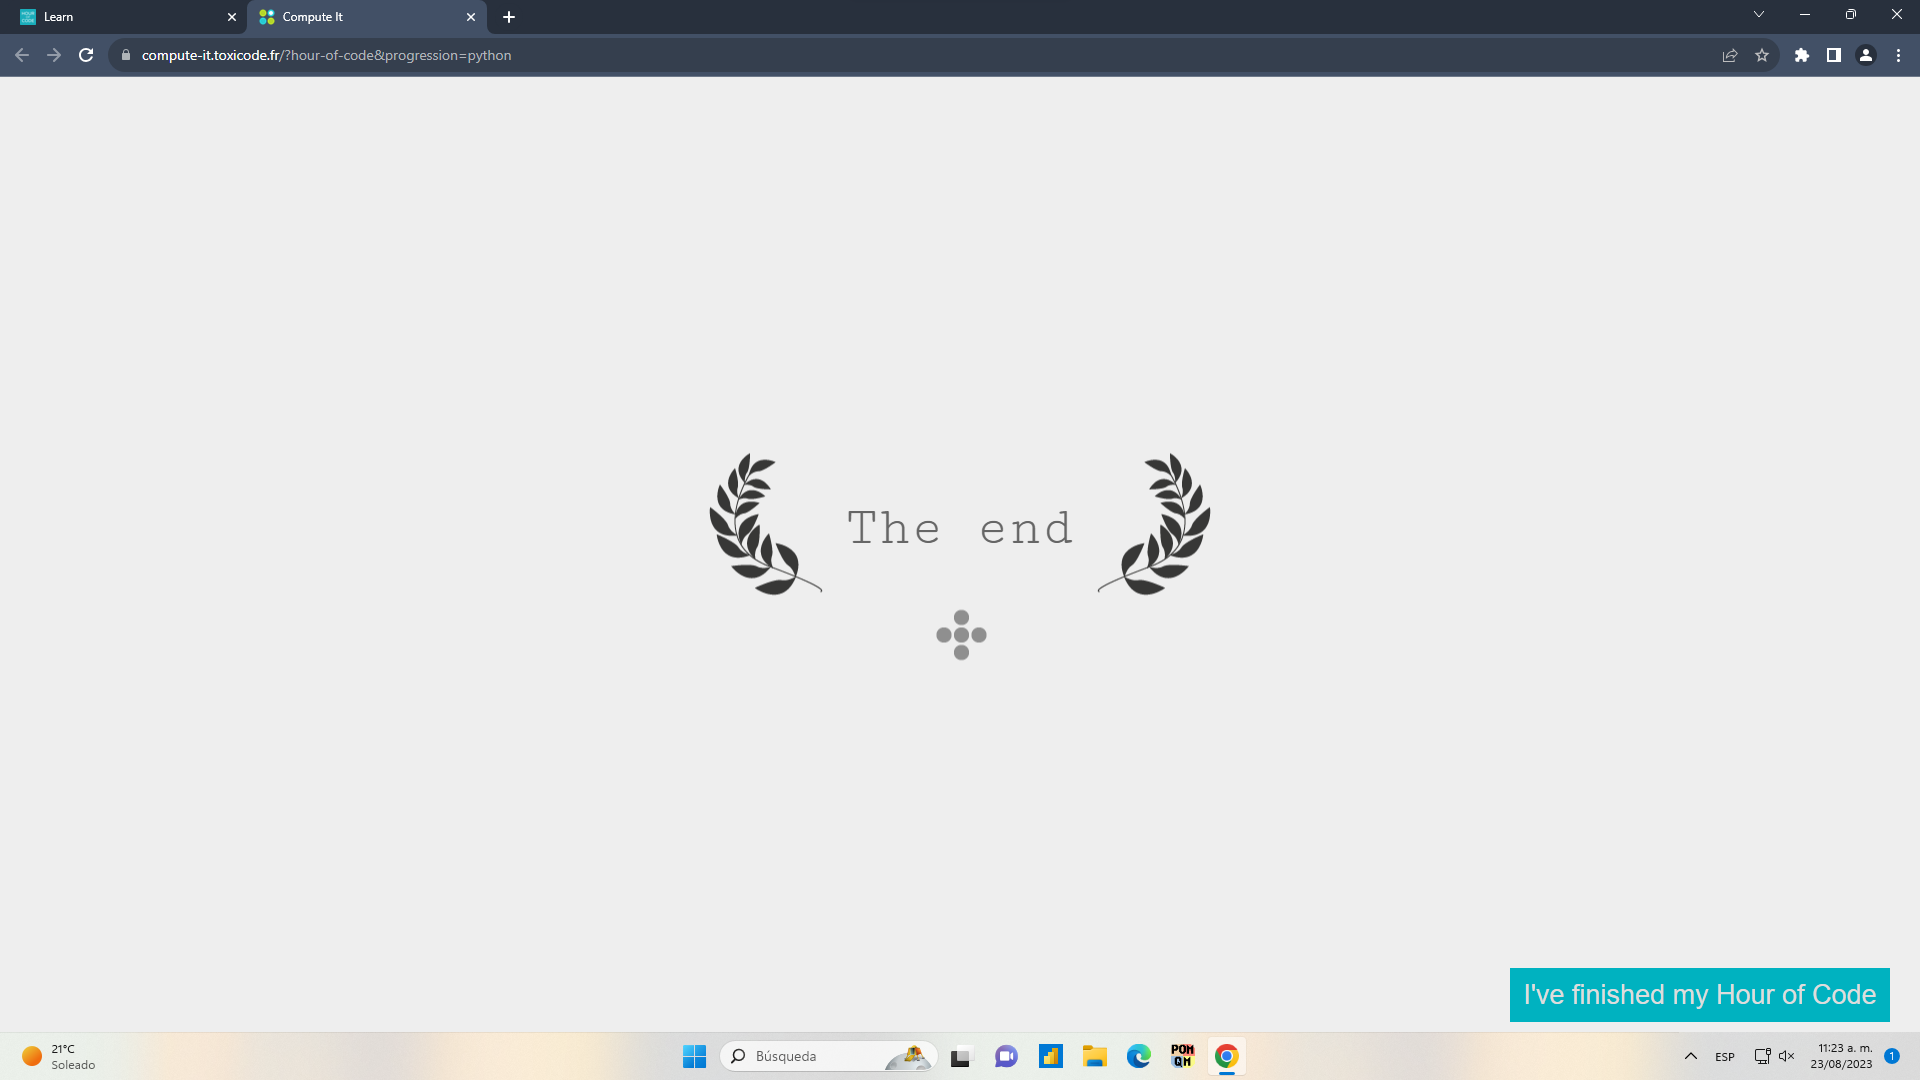 Learn
Compute It
compute-it.toxicode.fr/?hour-of-code&progression=python
The end
I've finished my Hour of Code
21°C
Soleado
Búsqueda
POM
QM
ESP
11:23 a. m.
23/08/2023
1